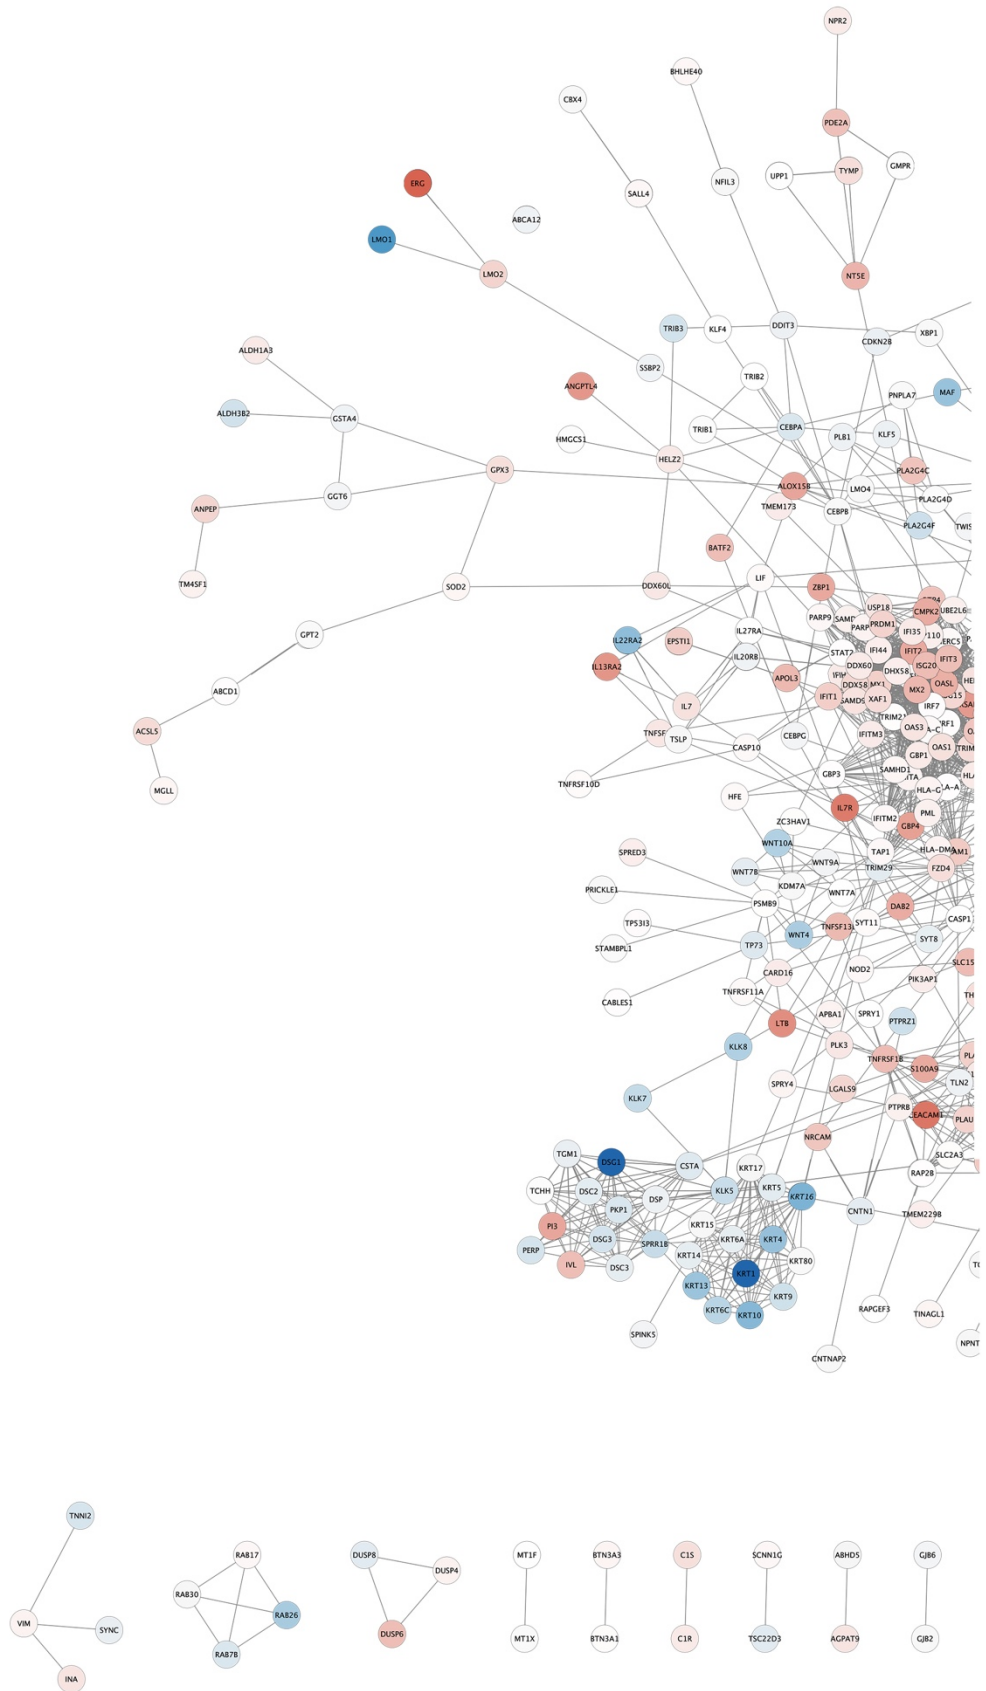 NPR2
BHLHE40
CBX4
PDE2A
GMPR
UPP1
TYMP
NFIL3
ERG
SALL4
ABCA12
LMO1
LMO2
NT5E
TRIB3
KLF4
DDIT3
XBP1
CDKN2B
ALDH1A3
SSBP2
TRIB2
ANGPTL4
MAF
PNPLA7
ALDH3B2
GSTA4
TRIB1
CEBPA
PLB1
KLF5
HMGCS1
HELZ2
GPX3
PLA2G4C
ALOX15B
LMO4
GGT6
PLA2G4D
ANPEP
TMEM173
CEBPB
PLA2G4F
BATF2
TM4SF1
SOD2
DDX60L
LIF
ZBP1
CMPK2
UBE2L6
USP18
PARP9
PRDM1
GPT2
IL27RA
IFI35
IL22RA2
EPSTI1
IFI44
IFIT2
STAT2
IL20RB
IFIT3
DDX60
ISG20
IL13RA2
DHX58
APOL3
DDX58
MX1
OASL
ABCD1
MX2
IFIT1
XAF1
IL7
IRF7
ACSL5
OAS3
TSLP
CEBPG
IFITM3
CASP10
OAS1
GBP1
SAMHD1
GBP3
TNFRSF10D
MGLL
HLA-G
HFE
IL7R
PML
IFITM2
ZC3HAV1
GBP4
WNT10A
TAP1
HLA-DMA
SPRED3
WNT9A
TRIM29
FZD4
WNT7B
KDM7A
PRICKLE1
WNT7A
PSMB9
DAB2
TP53I3
SYT11
CASP1
WNT4
SYT8
STAMBPL1
TP73
NOD2
CARD16
PIK3AP1
TNFRSF11A
CABLES1
APBA1
SPRY1
PTPRZ1
LTB
KLK8
PLK3
TNFRSF1B
S100A9
SPRY4
LGALS9
TLN2
KLK7
PTPRB
NRCAM
TGM1
DSG1
CSTA
KRT17
SLC2A3
RAP2B
TCHH
DSC2
KLK5
KRT5
KRT16
DSP
PKP1
CNTN1
TMEM229B
PI3
KRT15
DSG3
SPRR1B
KRT6A
KRT4
PERP
KRT14
IVL
DSC3
KRT80
KRT1
KRT13
KRT9
KRT6C
KRT10
RAPGEF3
TINAGL1
SPINK5
NPNT
CNTNAP2
TNNI2
RAB17
DUSP8
MT1F
BTN3A3
C1S
SCNN1G
ABHD5
GJB6
DUSP4
RAB30
RAB26
VIM
SYNC
DUSP6
RAB7B
MT1X
BTN3A1
C1R
TSC22D3
AGPAT9
GJB2
INA